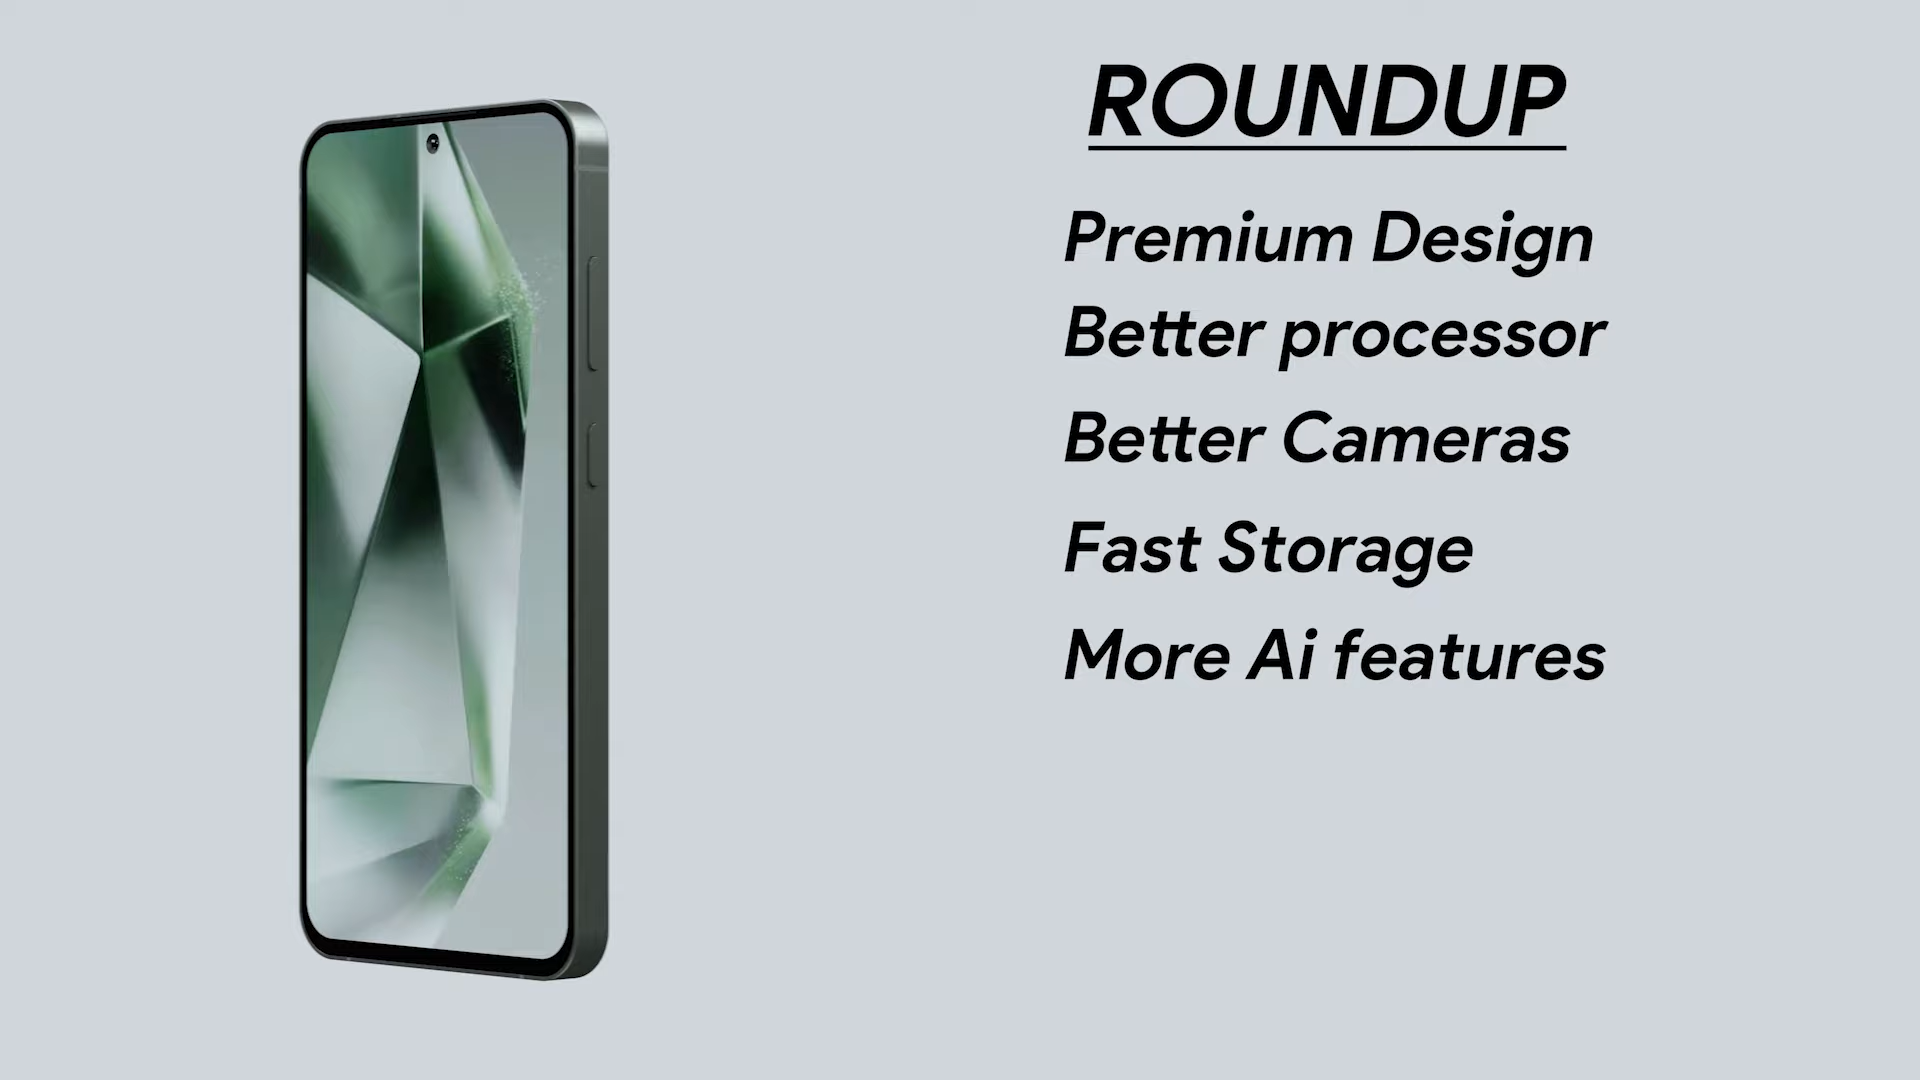 ROUNDUP
Premium Design
Better processor
Better Cameras
Fast Storage
More Ai features